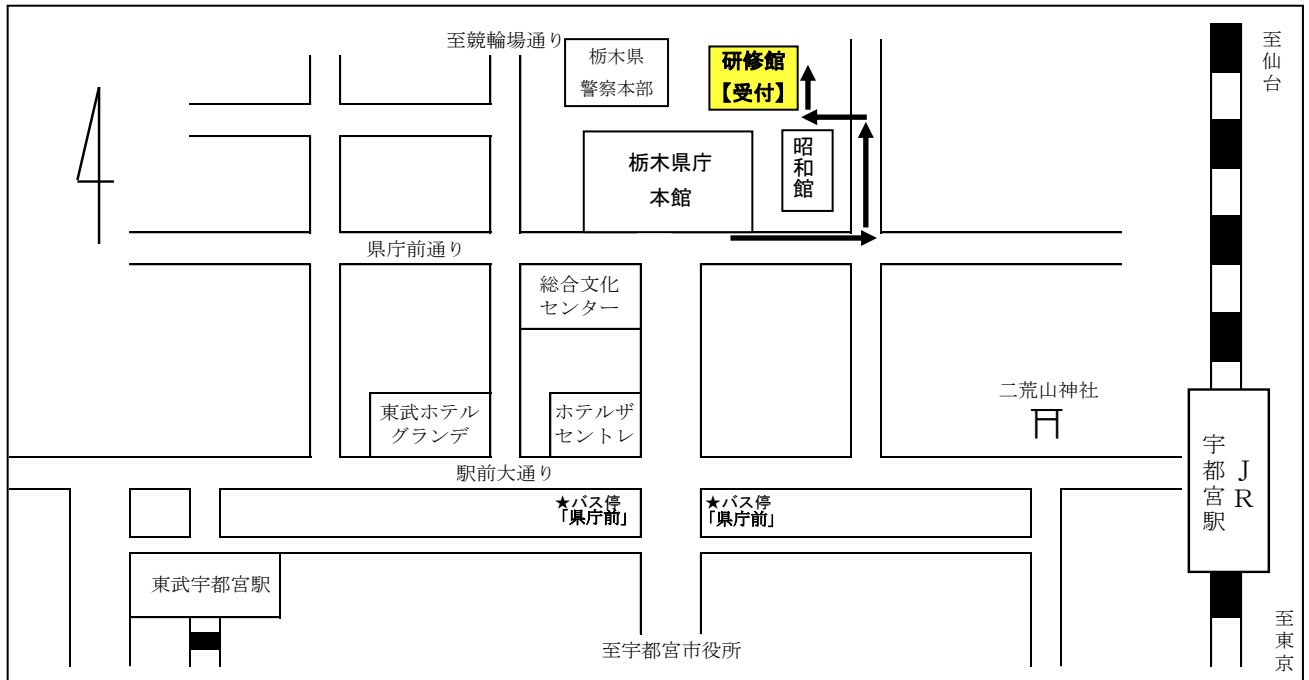 至競輪場通り
栃木県
警察本部
研修館
【受付】
至仙台
栃木県庁
本館
昭和館
県庁前通り
総合文化
センター
二荒山神社
東武ホテル
グランデ
ホテルザ
セントレ
駅前大通り
JR
宇都宮駅
★バス停
「県庁前」
★バス停
「県庁前」
東武宇都宮駅
至宇都宮市役所
至東京